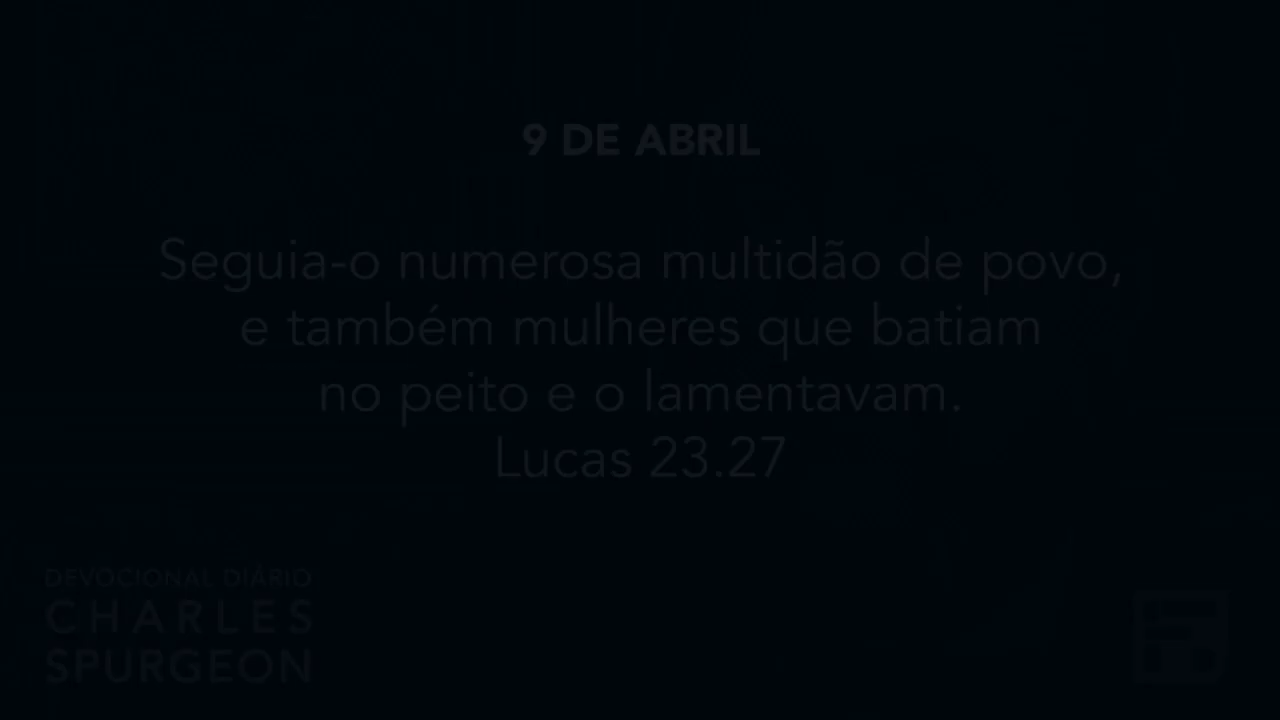 9 DE ABRIL
Seguia-o numerosa multidão de povo,
e também mulheres que batiam
no peito e o lamentavam.
Lucas 23.27
DEVOCIONAL DIÁRIO
CHARLES
SPURGEON